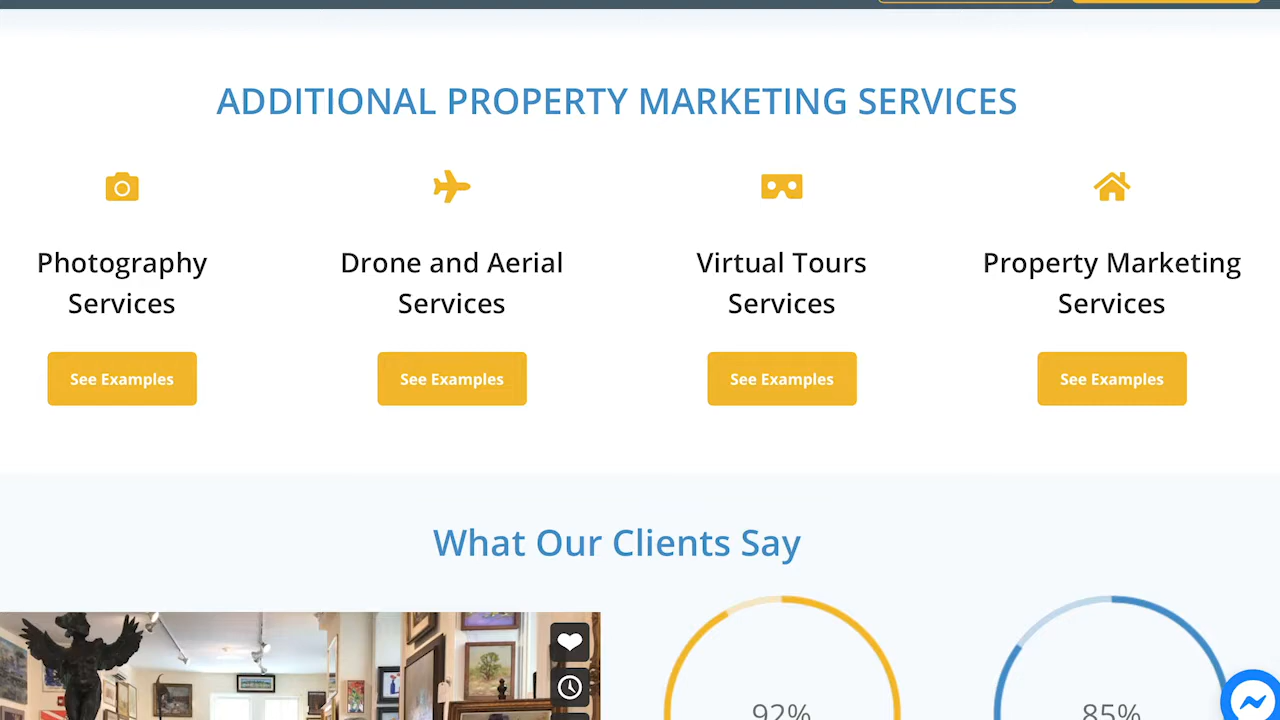 ADDITIONAL PROPERTY MARKETING SERVICES
Photography
Services
See Examples
Drone and Aerial
Services
See Examples
Virtual Tours
Services
See Examples
Property Marketing
Services
See Examples
What Our Clients Say
92%
85%